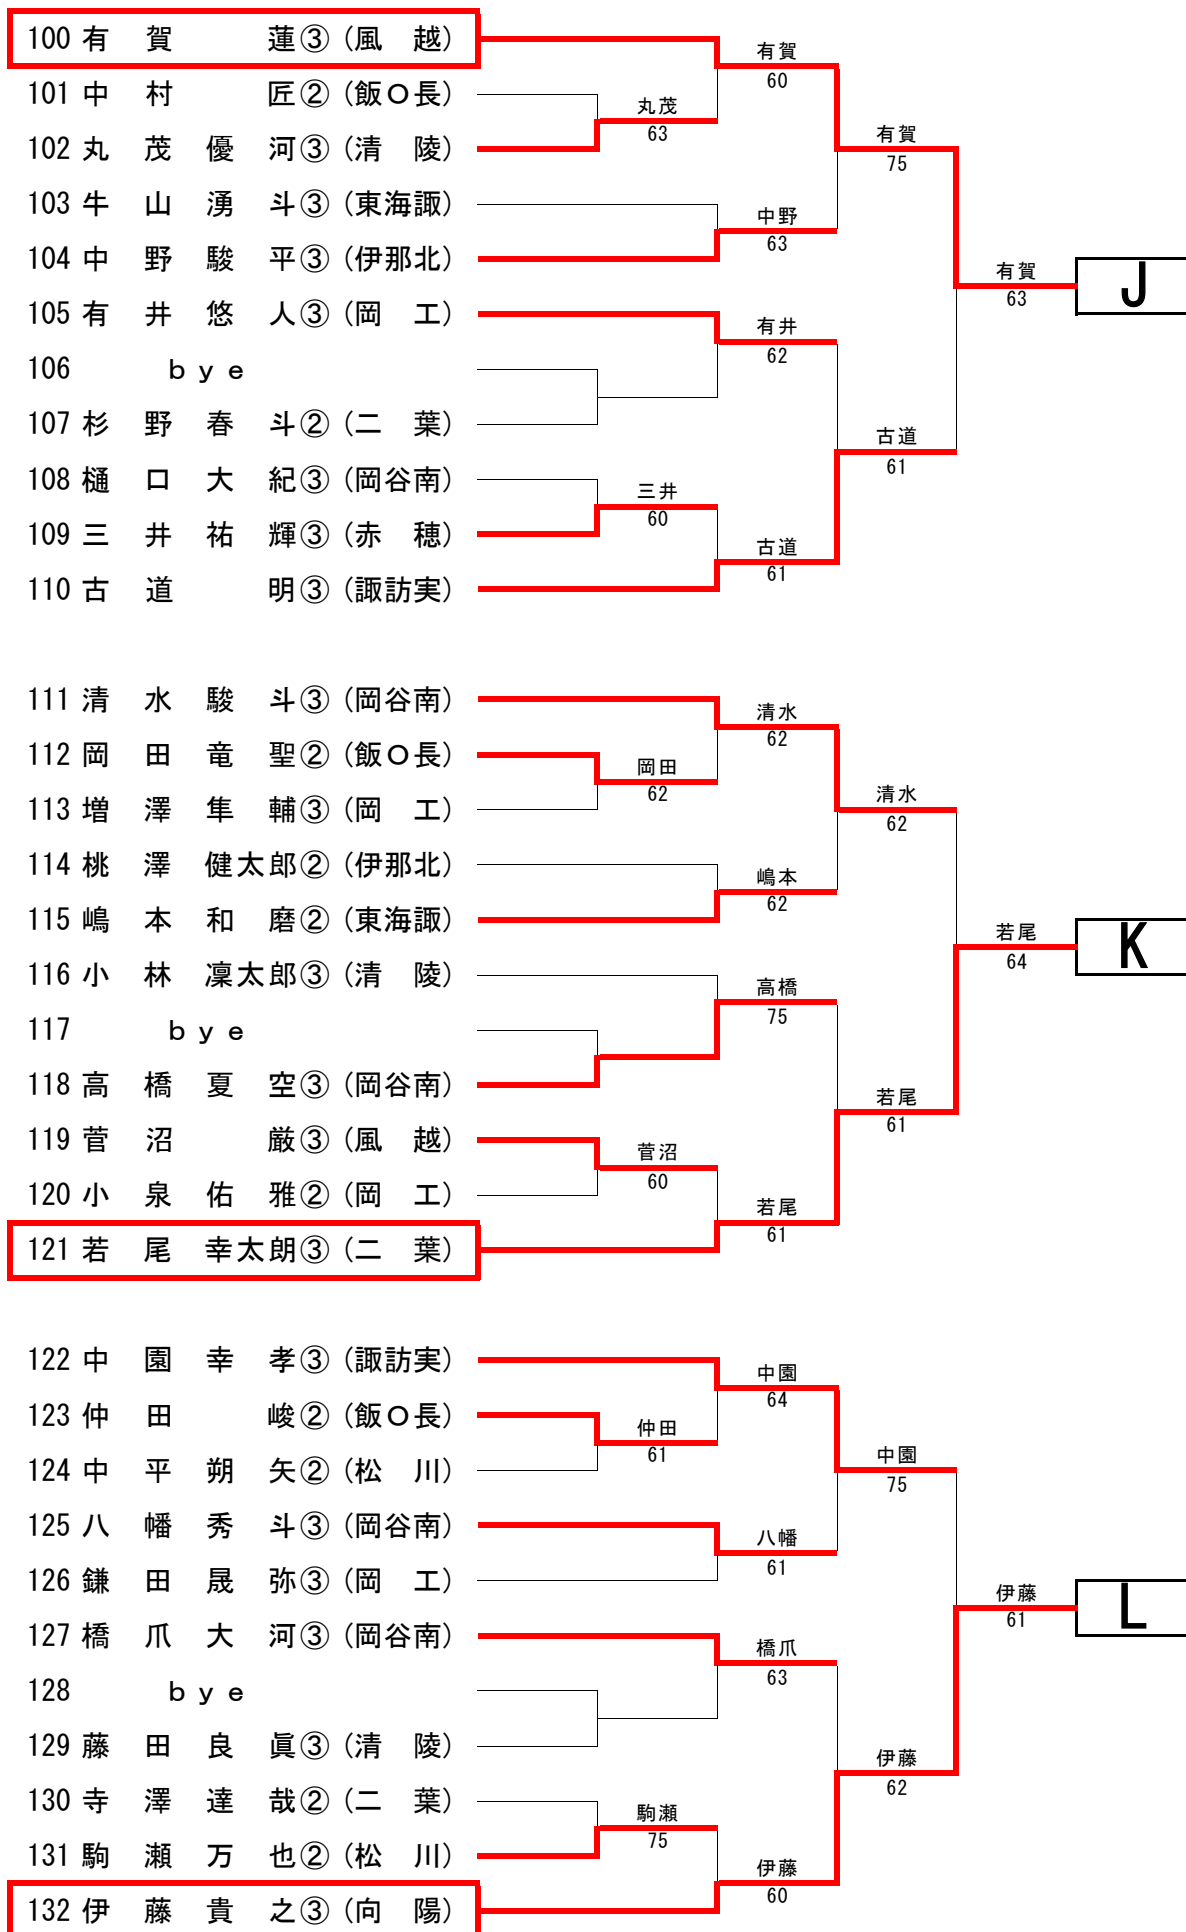 100 有賀 蓮③ (風越)
有賀
60
101 中村 匠② (飯O長)
丸茂
63
102 丸茂優河③ (清陵)
有賀
75
103 牛山湧斗③ (東海諏)
中野
63
104 中野駿平③ (伊那北)
有賀
63
J
105 有井悠人③ (岡工)
有井
62
106 bye
107 杉野春斗② (二葉)
古道
61
108 樋口大紀③ (岡谷南)
三井
60
109 三井祐輝③ (赤穂)
古道
61
110 古道 明③ (諏訪実)
111 清水駿斗③ (岡谷南)
清水
62
112 岡田竜聖② (飯O長)
岡田
62
113 増澤隼輔③ (岡工)
清水
62
114 桃澤健太郎② (伊那北)
嶋本
62
115 嶋本和磨② (東海諏)
若尾
64
K
116 小林凜太郎③ (清陵)
高橋
75
117 bye
118 高橋夏空③ (岡谷南)
若尾
61
119 菅沼 厳③ (風越)
菅沼
60
120 小泉佑雅② (岡工)
若尾
61
121 若尾幸太朗③ (二葉)
122 中園幸孝③ (諏訪実)
中園
64
123 仲田 峻② (飯O長)
仲田
61
124 中平朔矢② (松川)
中園
75
125 八幡秀斗③ (岡谷南)
八幡
61
126 鎌田晟弥③ (岡工)
伊藤
61
L
127 橋爪大河③ (岡谷南)
橋爪
63
128 bye
129 藤田良眞③ (清陵)
伊藤
62
130 寺澤達哉② (二葉)
駒瀬
75
131 駒瀬万也② (松川)
伊藤
60
132 伊藤貴之③ (向陽)